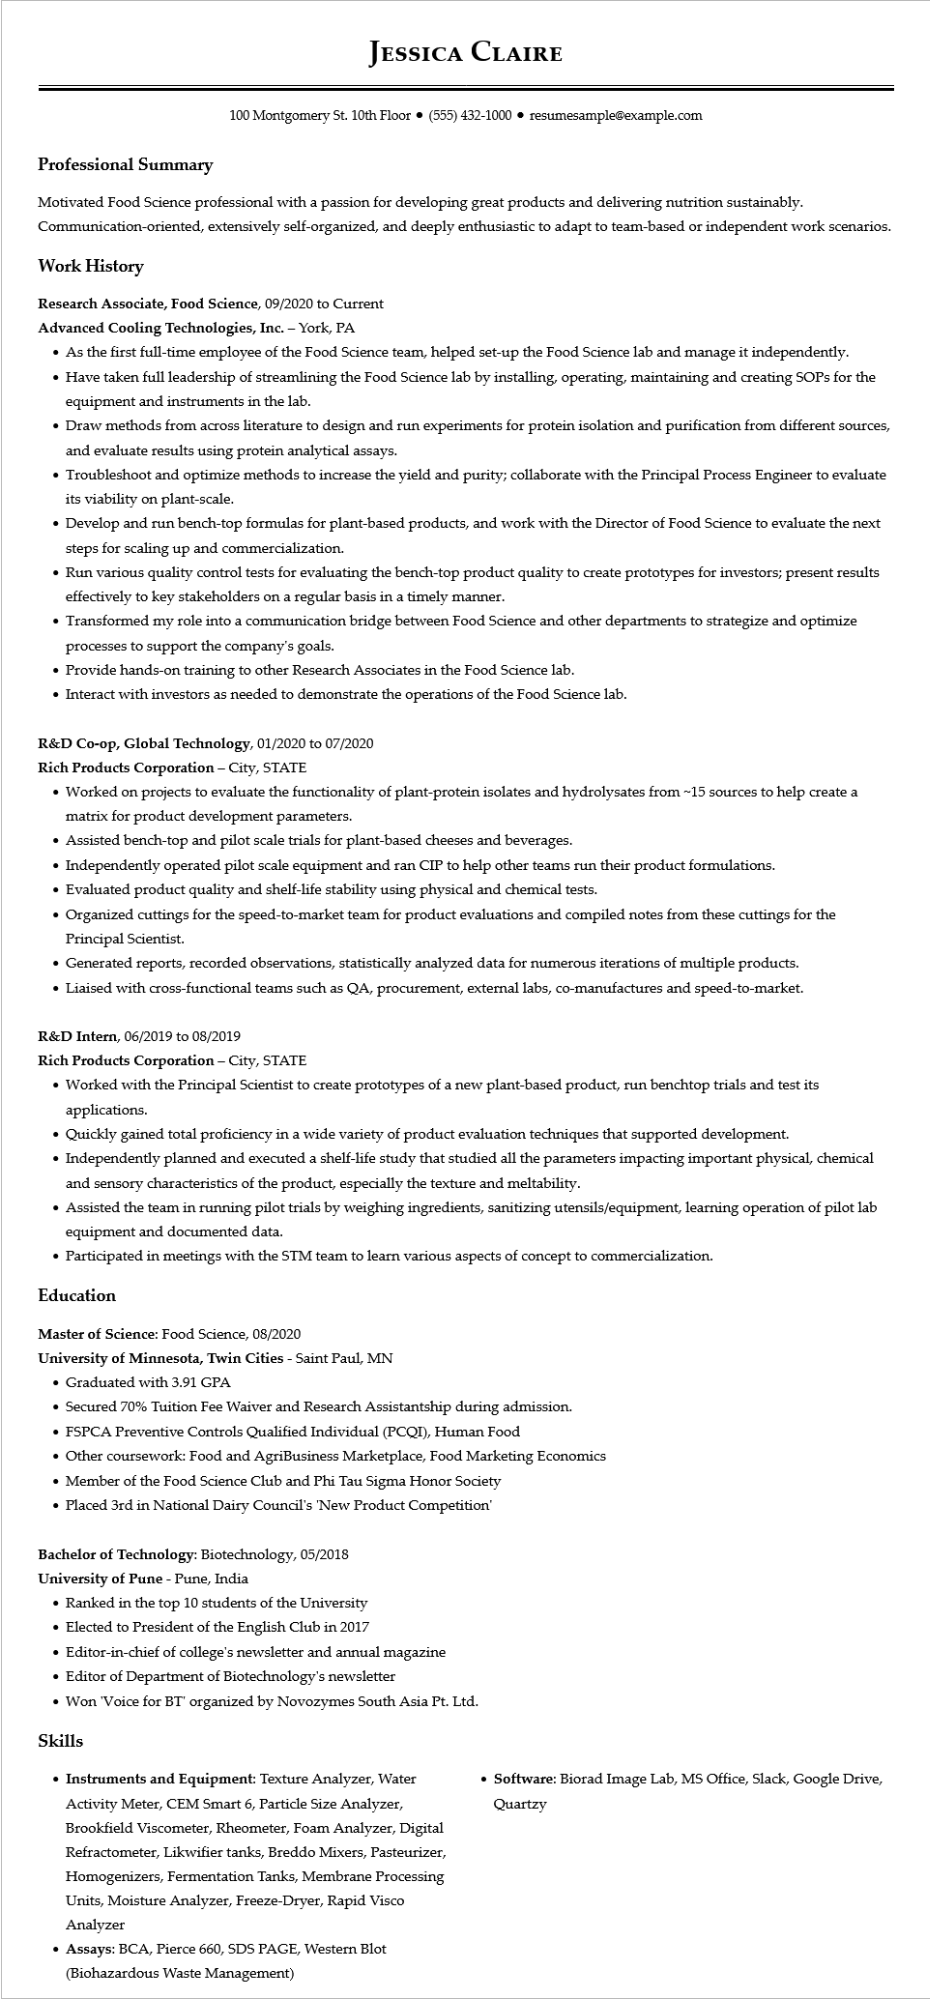 Jessica Claire
100 Montgomery St. 10th Floor ● (555) 432-1000 ● resumesample@example.com
Professional Summary
Motivated Food Science professional with a passion for developing great products and delivering nutrition sustainably.
Communication-oriented, extensively self-organized, and deeply enthusiastic to adapt to team-based or independent work scenarios.
Work History
Research Associate, Food Science, 09/2020 to Current
Advanced Cooling Technologies, Inc. – York, PA
• As the first full-time employee of the Food Science team, helped set-up the Food Science lab and manage it independently.
• Have taken full leadership of streamlining the Food Science lab by installing, operating, maintaining and creating SOPs for the
equipment and instruments in the lab.
• Draw methods from across literature to design and run experiments for protein isolation and purification from different sources,
and evaluate results using protein analytical assays.
• Troubleshoot and optimize methods to increase the yield and purity; collaborate with the Principal Process Engineer to evaluate
its viability on plant-scale.
• Develop and run bench-top formulas for plant-based products, and work with the Director of Food Science to evaluate the next
steps for scaling up and commercialization.
• Run various quality control tests for evaluating the bench-top product quality to create prototypes for investors; present results
effectively to key stakeholders on a regular basis in a timely manner.
• Transformed my role into a communication bridge between Food Science and other departments to strategize and optimize
processes to support the company's goals.
• Provide hands-on training to other Research Associates in the Food Science lab.
• Interact with investors as needed to demonstrate the operations of the Food Science lab.
R&D Co-op, Global Technology, 01/2020 to 07/2020
Rich Products Corporation – City, STATE
• Worked on projects to evaluate the functionality of plant-protein isolates and hydrolysates from ~15 sources to help create a
matrix for product development parameters.
• Assisted bench-top and pilot scale trials for plant-based cheeses and beverages.
• Independently operated pilot scale equipment and ran CIP to help other teams run their product formulations.
• Evaluated product quality and shelf-life stability using physical and chemical tests.
• Organized cuttings for the speed-to-market team for product evaluations and compiled notes from these cuttings for the
Principal Scientist.
• Generated reports, recorded observations, statistically analyzed data for numerous iterations of multiple products.
• Liaised with cross-functional teams such as QA, procurement, external labs, co-manufactures and speed-to-market.
R&D Intern, 06/2019 to 08/2019
Rich Products Corporation – City, STATE
• Worked with the Principal Scientist to create prototypes of a new plant-based product, run benchtop trials and test its
applications.
• Quickly gained total proficiency in a wide variety of product evaluation techniques that supported development.
• Independently planned and executed a shelf-life study that studied all the parameters impacting important physical, chemical
and sensory characteristics of the product, especially the texture and meltability.
• Assisted the team in running pilot trials by weighing ingredients, sanitizing utensils/equipment, learning operation of pilot lab
equipment and documented data.
• Participated in meetings with the STM team to learn various aspects of concept to commercialization.
Education
Master of Science: Food Science, 08/2020
University of Minnesota, Twin Cities - Saint Paul, MN
• Graduated with 3.91 GPA
• Secured 70% Tuition Fee Waiver and Research Assistantship during admission.
• FSPCA Preventive Controls Qualified Individual (PCQI), Human Food
• Other coursework: Food and AgriBusiness Marketplace, Food Marketing Economics
• Member of the Food Science Club and Phi Tau Sigma Honor Society
• Placed 3rd in National Dairy Council's 'New Product Competition'
Bachelor of Technology: Biotechnology, 05/2018
University of Pune - Pune, India
• Ranked in the top 10 students of the University
• Elected to President of the English Club in 2017
• Editor-in-chief of college's newsletter and annual magazine
• Editor of Department of Biotechnology's newsletter
• Won 'Voice for BT' organized by Novozymes South Asia Pt. Ltd.
Skills
• Instruments and Equipment: Texture Analyzer, Water
Activity Meter, CEM Smart 6, Particle Size Analyzer,
Brookfield Viscometer, Rheometer, Foam Analyzer, Digital
Refractometer, Likwifier tanks, Breddo Mixers, Pasteurizer,
Homogenizers, Fermentation Tanks, Membrane Processing
Units, Moisture Analyzer, Freeze-Dryer, Rapid Visco
Analyzer
• Assays: BCA, Pierce 660, SDS PAGE, Western Blot
(Biohazardous Waste Management)
• Software: Biorad Image Lab, MS Office, Slack, Google Drive,
Quartzy